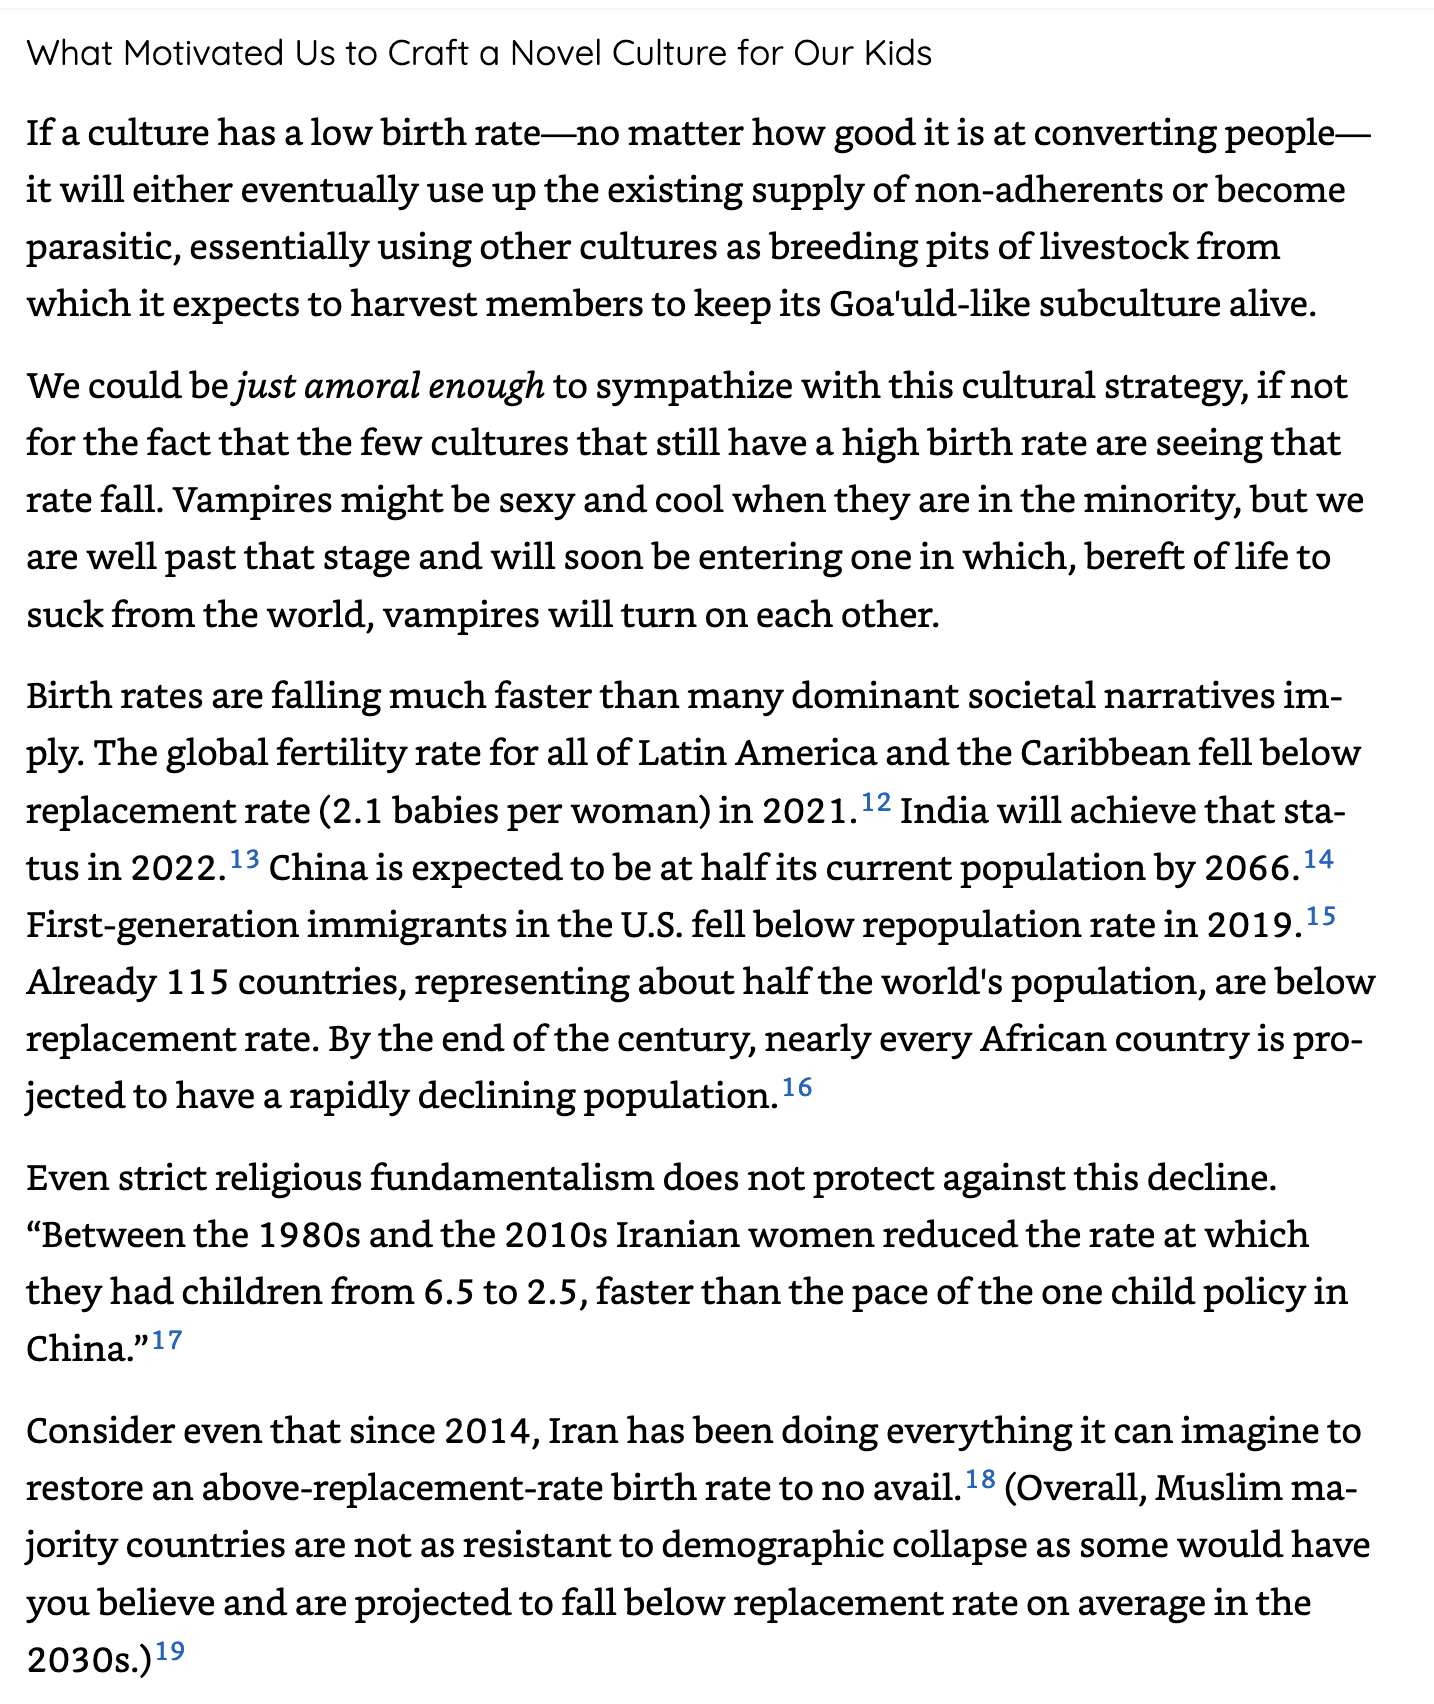 What Motivated Us to Craft a Novel Culture for Our Kids
If a culture has a low birth rate—no matter how good it is at converting people—
it will either eventually use up the existing supply of non-adherents or become
parasitic, essentially using other cultures as breeding pits of livestock from
which it expects to harvest members to keep its Goa'uld-like subculture alive.
We could be just amoral enough to sympathize with this cultural strategy, if not
for the fact that the few cultures that still have a high birth rate are seeing that
rate fall. Vampires might be sexy and cool when they are in the minority, but we
are well past that stage and will soon be entering one in which, bereft of life to
suck from the world, vampires will turn on each other.
Birth rates are falling much faster than many dominant societal narratives im-
ply. The global fertility rate for all of Latin America and the Caribbean fell below
replacement rate (2.1 babies per woman) in 2021.12 India will achieve that sta-
tus in 2022.13 China is expected to be at half its current population by 2066.14
First-generation immigrants in the U.S. fell below repopulation rate in 2019.15
Already 115 countries, representing about half the world's population, are below
replacement rate. By the end of the century, nearly every African country is pro-
jected to have a rapidly declining population.16
Even strict religious fundamentalism does not protect against this decline.
“Between the 1980s and the 2010s Iranian women reduced the rate at which
they had children from 6.5 to 2.5, faster than the pace of the one child policy in
China.”17
Consider even that since 2014, Iran has been doing everything it can imagine to
restore an above-replacement-rate birth rate to no avail.18 (Overall, Muslim ma-
jority countries are not as resistant to demographic collapse as some would have
you believe and are projected to fall below replacement rate on average in the
2030s.)19